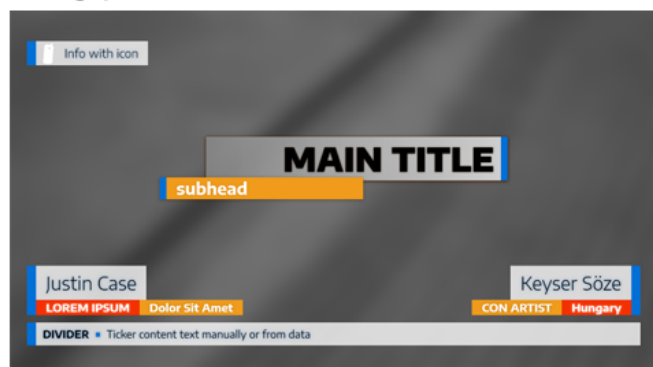 Info with icon
MAIN TITLE
subhead
Justin Case
LOREM IPSUM Dolor Sit Amet
Keyser Söze
CON ARTIST Hungary
DIVIDER • Ticker content text manually or from data